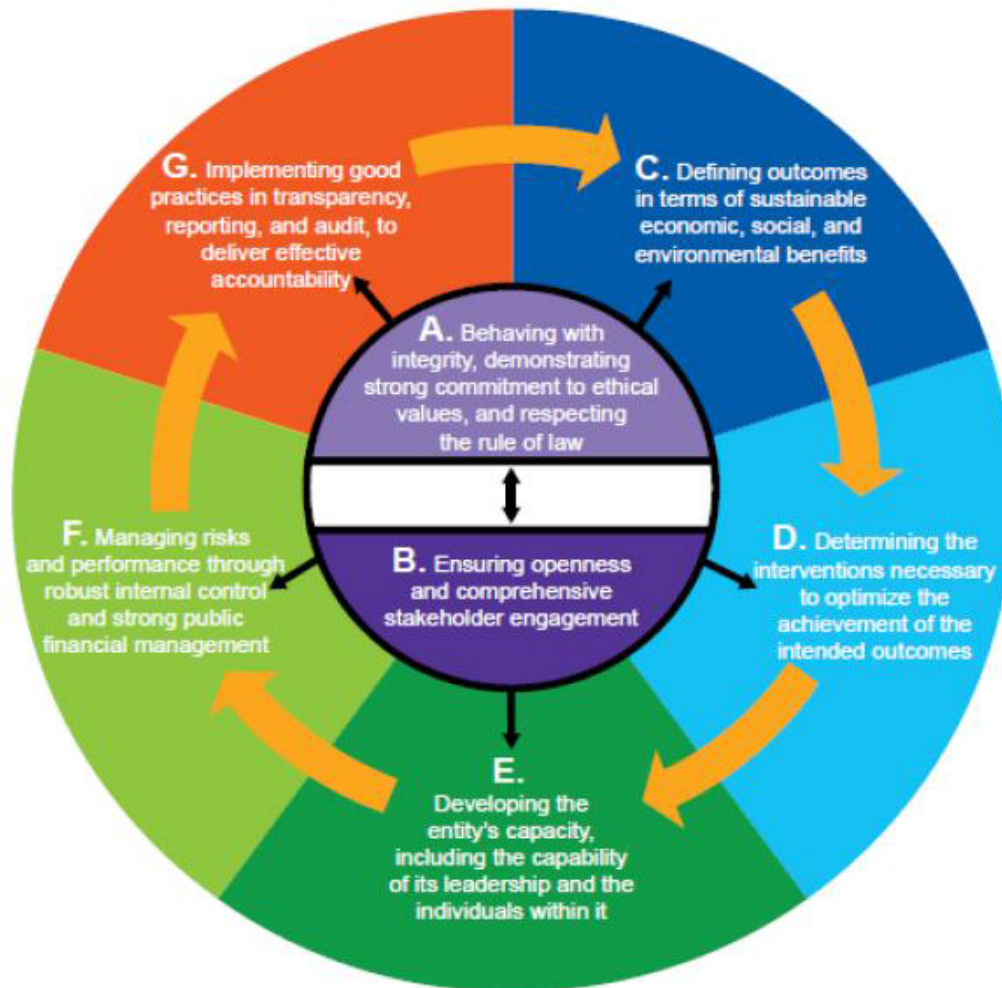 A. Behaving with
integrity, demonstrating
strong commitment to ethical
values, and respecting
the rule of law
B. Ensuring openness
and comprehensive
stakeholder engagement
C. Defining outcomes
in terms of sustainable
economic, social, and
environmental benefits
D. Determining the
interventions necessary
to optimize the
achievement of the
intended outcomes
E.
Developing the
entity's capacity,
including the capability
of its leadership and the
individuals within it
F. Managing risks
and performance through
robust internal control
and strong public
financial management
G. Implementing good
practices in transparency,
reporting, and audit, to
deliver effective
accountability